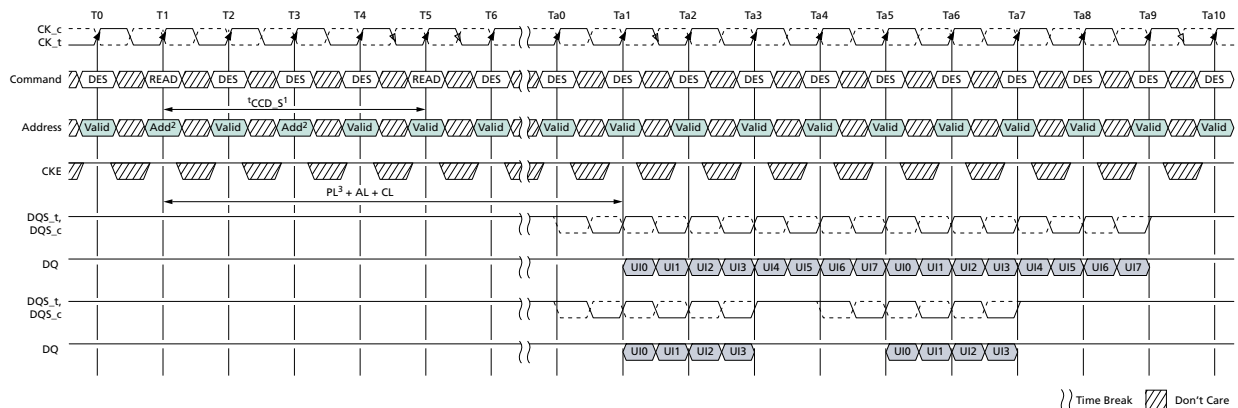 T0 T1 T2 T3 T4 T5 T6 Ta0 Ta1 Ta2 Ta3 Ta4 Ta5 Ta6 Ta7 Ta8 Ta9 Ta10
CK_c
CK_t
Command DES READ DES DES DES READ DES DES DES DES DES DES DES DES DES DES DES DES
tCCD_S1
Address Valid Add2 Valid Add2 Valid Valid Valid Valid Valid Valid Valid Valid Valid Valid Valid Valid Valid Valid
CKE
PL3 + AL + CL
DQS_t,
DQS_c
DQ UI0 UI1 UI2 UI3 UI4 UI5 UI6 UI7 UI0 UI1 UI2 UI3 UI4 UI5 UI6 UI7
DQS_t,
DQS_c
DQ UI0 UI1 UI2 UI3 UI0 UI1 UI2 UI3
Time Break Don't Care